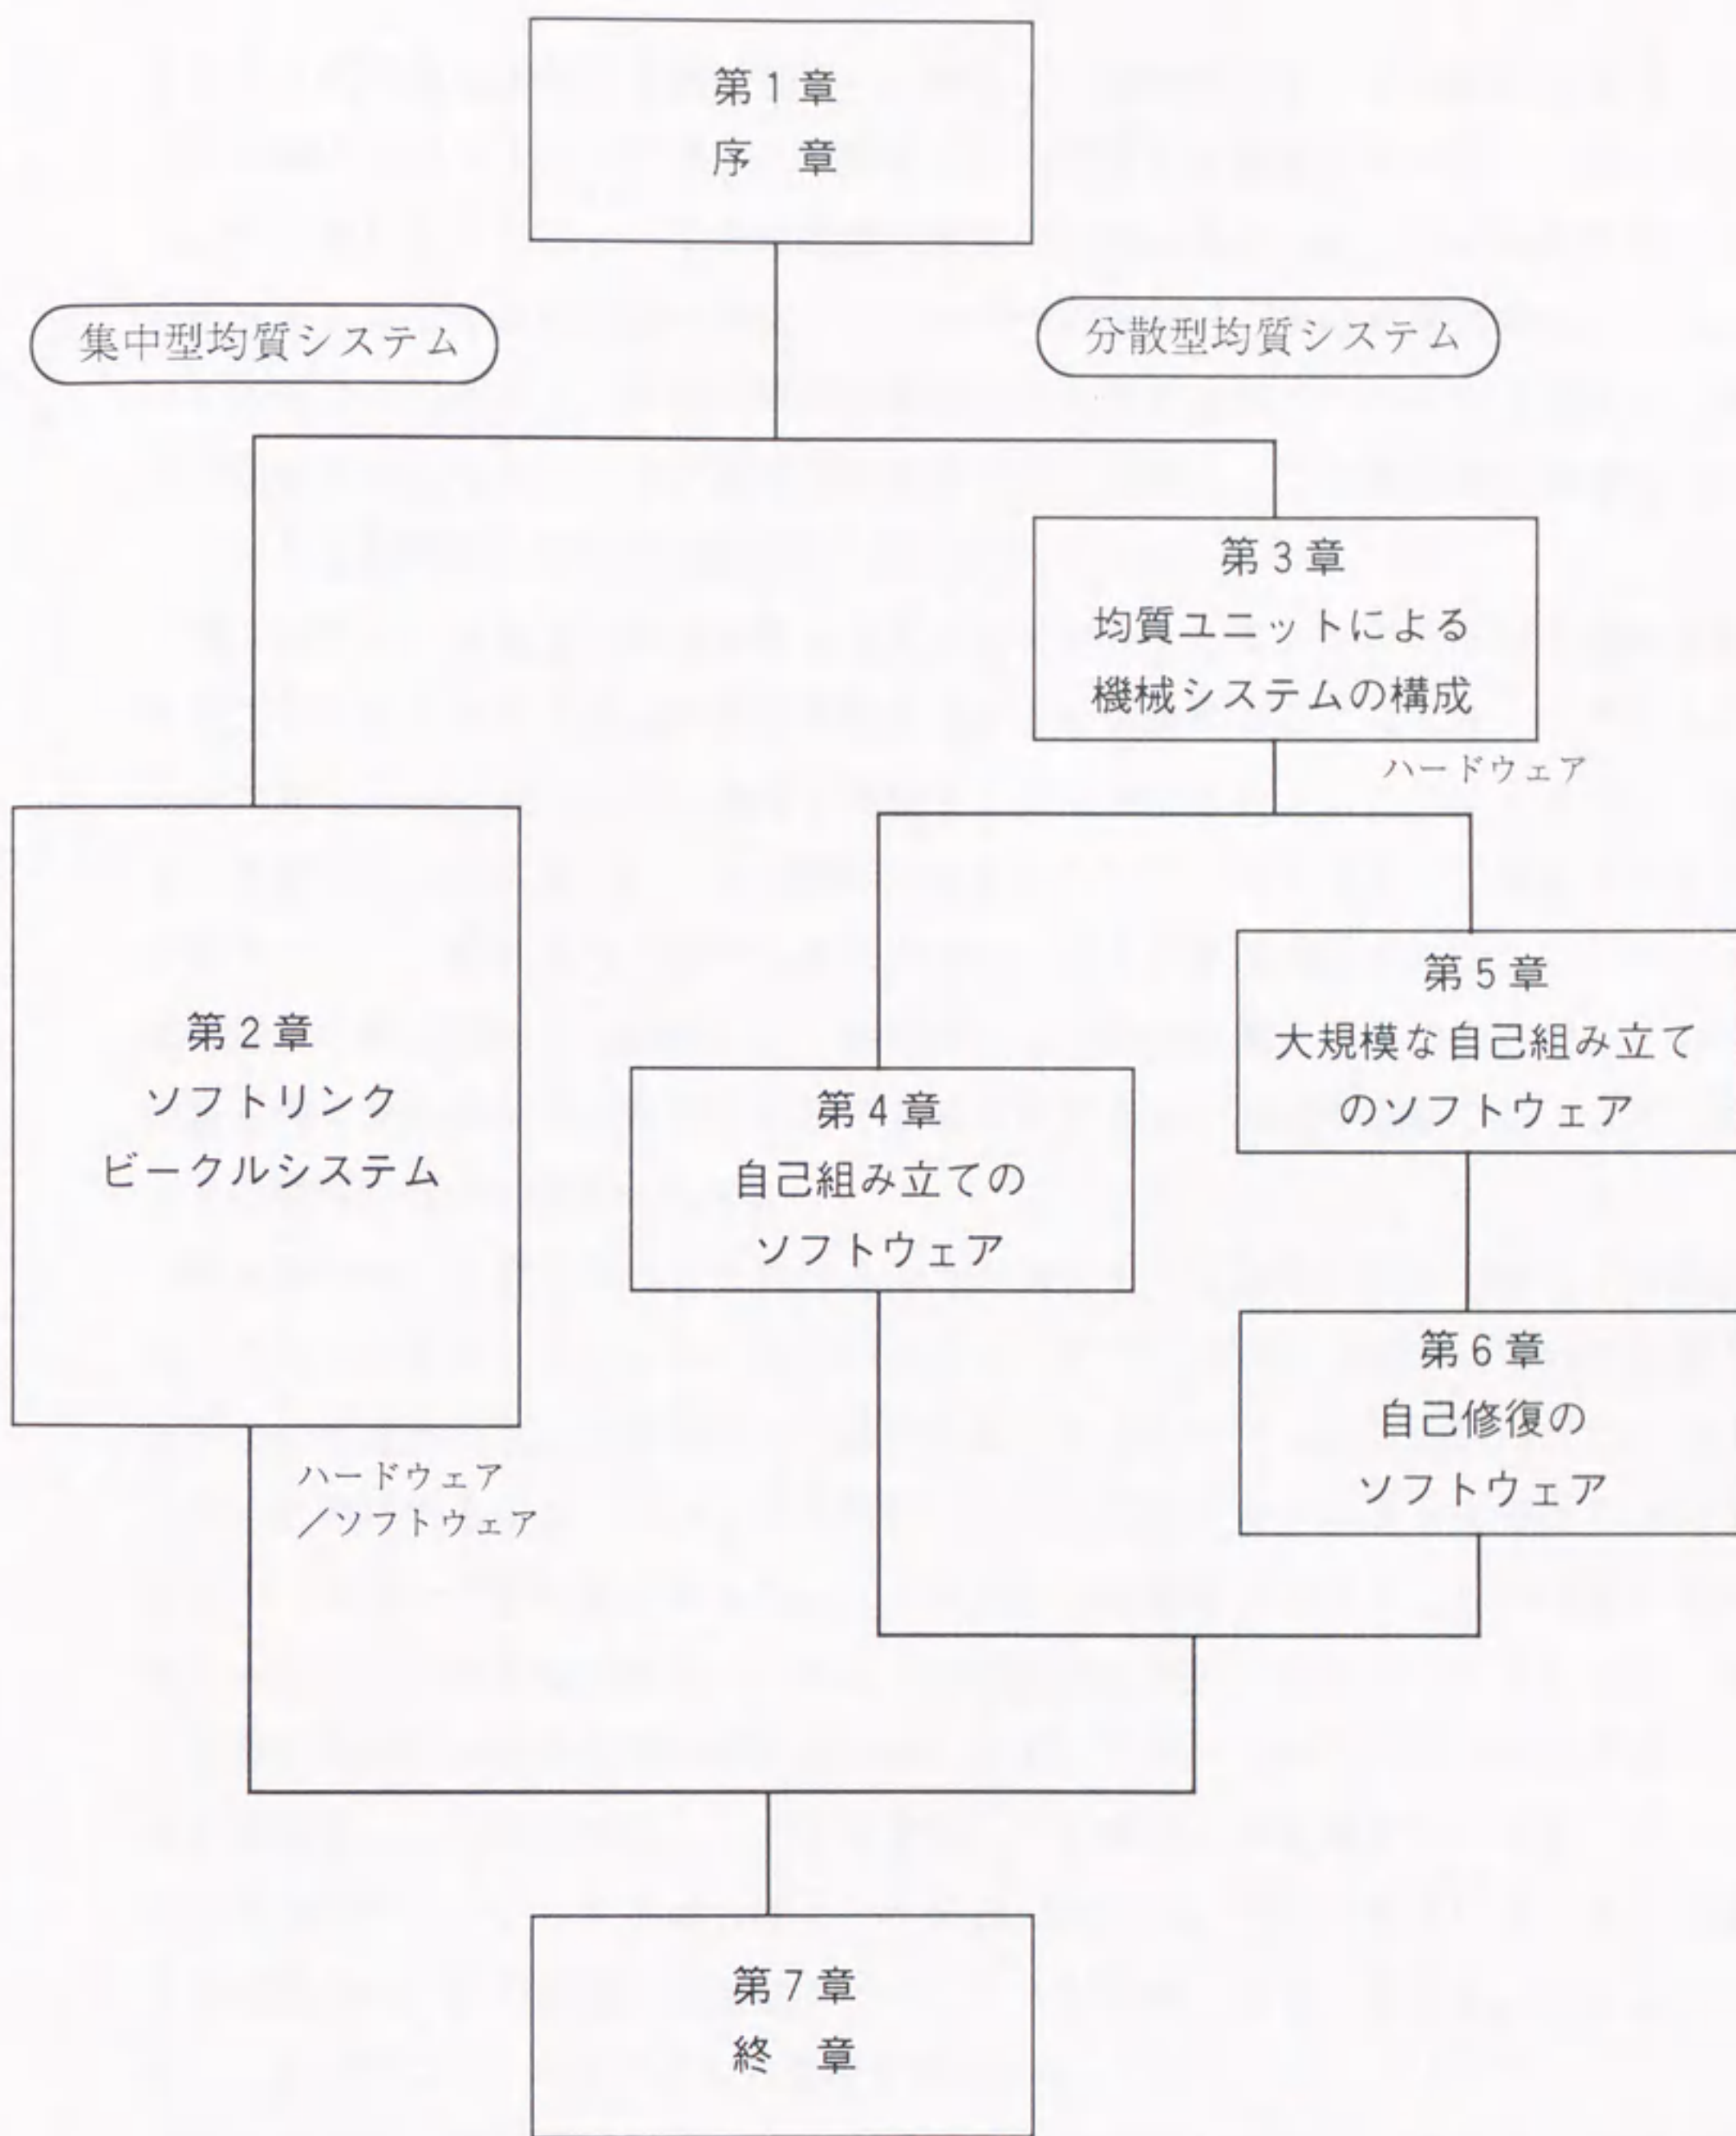 第1章
序　章
集中型均質システム
分散型均質システム
第3章
均質ユニットによる
機械システムの構成
ハードウェア
第2章
ソフトリンク
ビークルシステム
ハードウェア
／ソフトウェア
第4章
自己組み立ての
ソフトウェア
第5章
大規模な自己組み立て
のソフトウェア
第6章
自己修復の
ソフトウェア
第7章
終　章